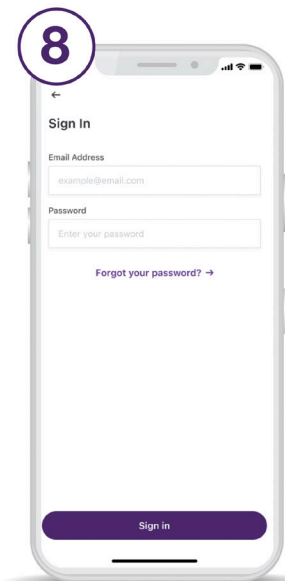 8
←
Sign In
Email Address
example@email.com
Password
Enter your password
Forgot your password? →
Sign in